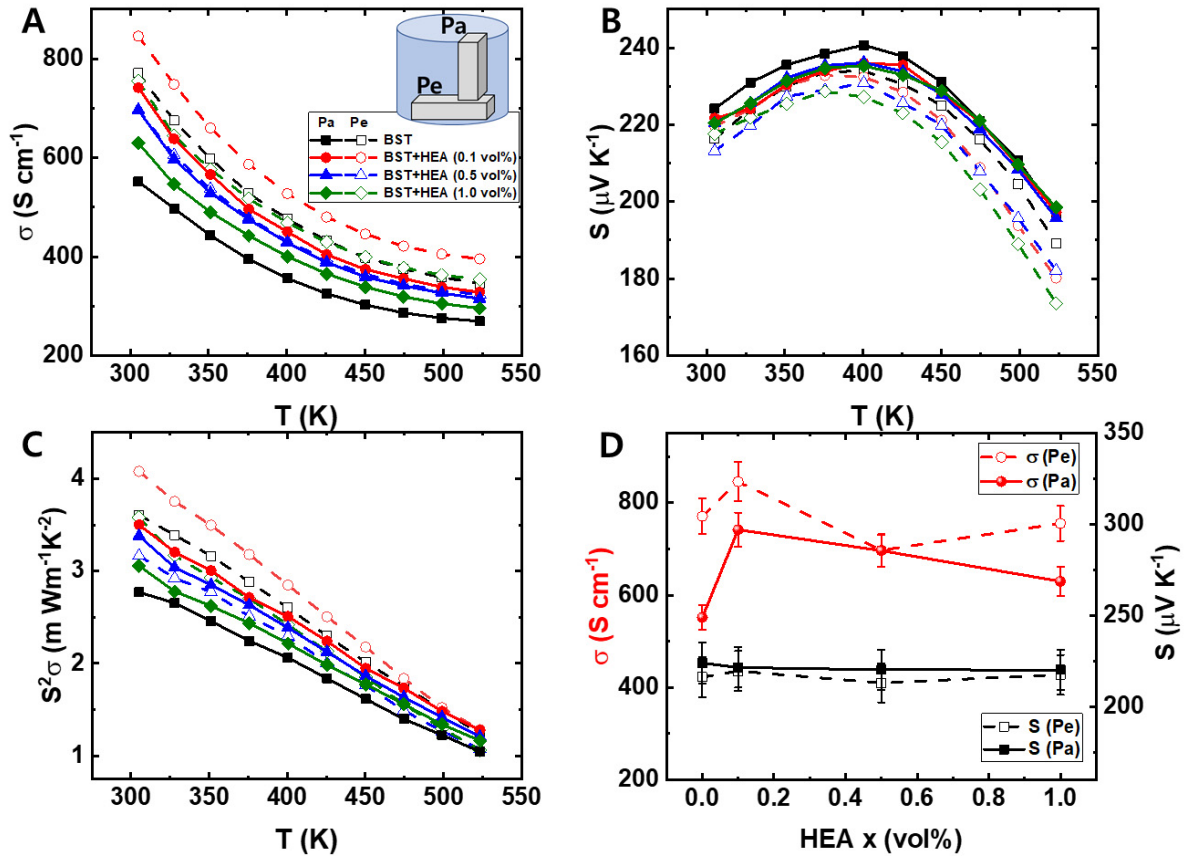 A
Pa
Pe
Pa Pe
BST
BST+HEA (0.1 vol%)
BST+HEA (0.5 vol%)
BST+HEA (1.0 vol%)
800
600
400
200
σ (S cm⁻¹)
300 350 400 450 500 550
T (K)
B
240
220
200
180
160
S (μV K⁻¹)
300 350 400 450 500 550
T (K)
C
4
3
2
1
S²σ (m Wm⁻¹K⁻²)
300 350 400 450 500 550
T (K)
D
σ (Pe)
σ (Pa)
S (Pe)
S (Pa)
800
600
400
200
σ (S cm⁻¹)
350
300
250
200
S (μV K⁻¹)
0.0 0.2 0.4 0.6 0.8 1.0
HEA x (vol%)